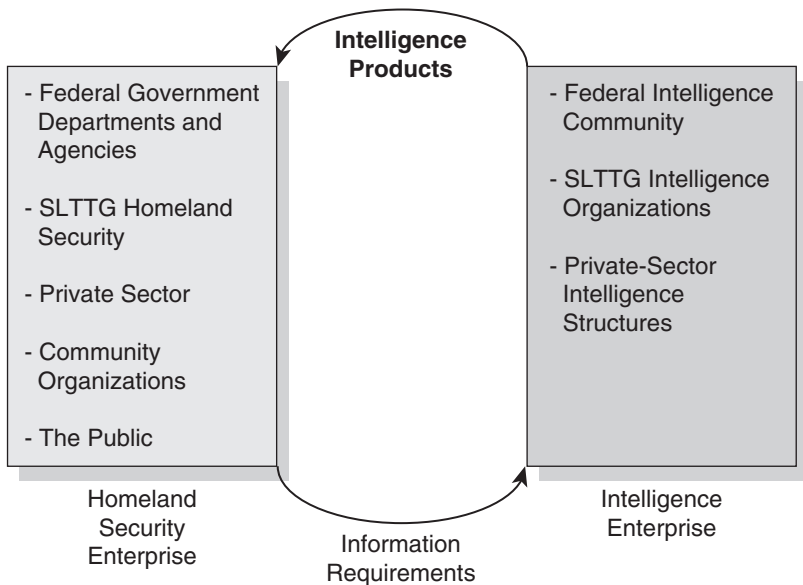 Intelligence
Products
- Federal Government
Departments and
Agencies
- SLTTG Homeland
Security
- Private Sector
- Community
Organizations
- The Public
- Federal Intelligence
Community
- SLTTG Intelligence
Organizations
- Private-Sector
Intelligence
Structures
Homeland
Security
Enterprise
Information
Requirements
Intelligence
Enterprise